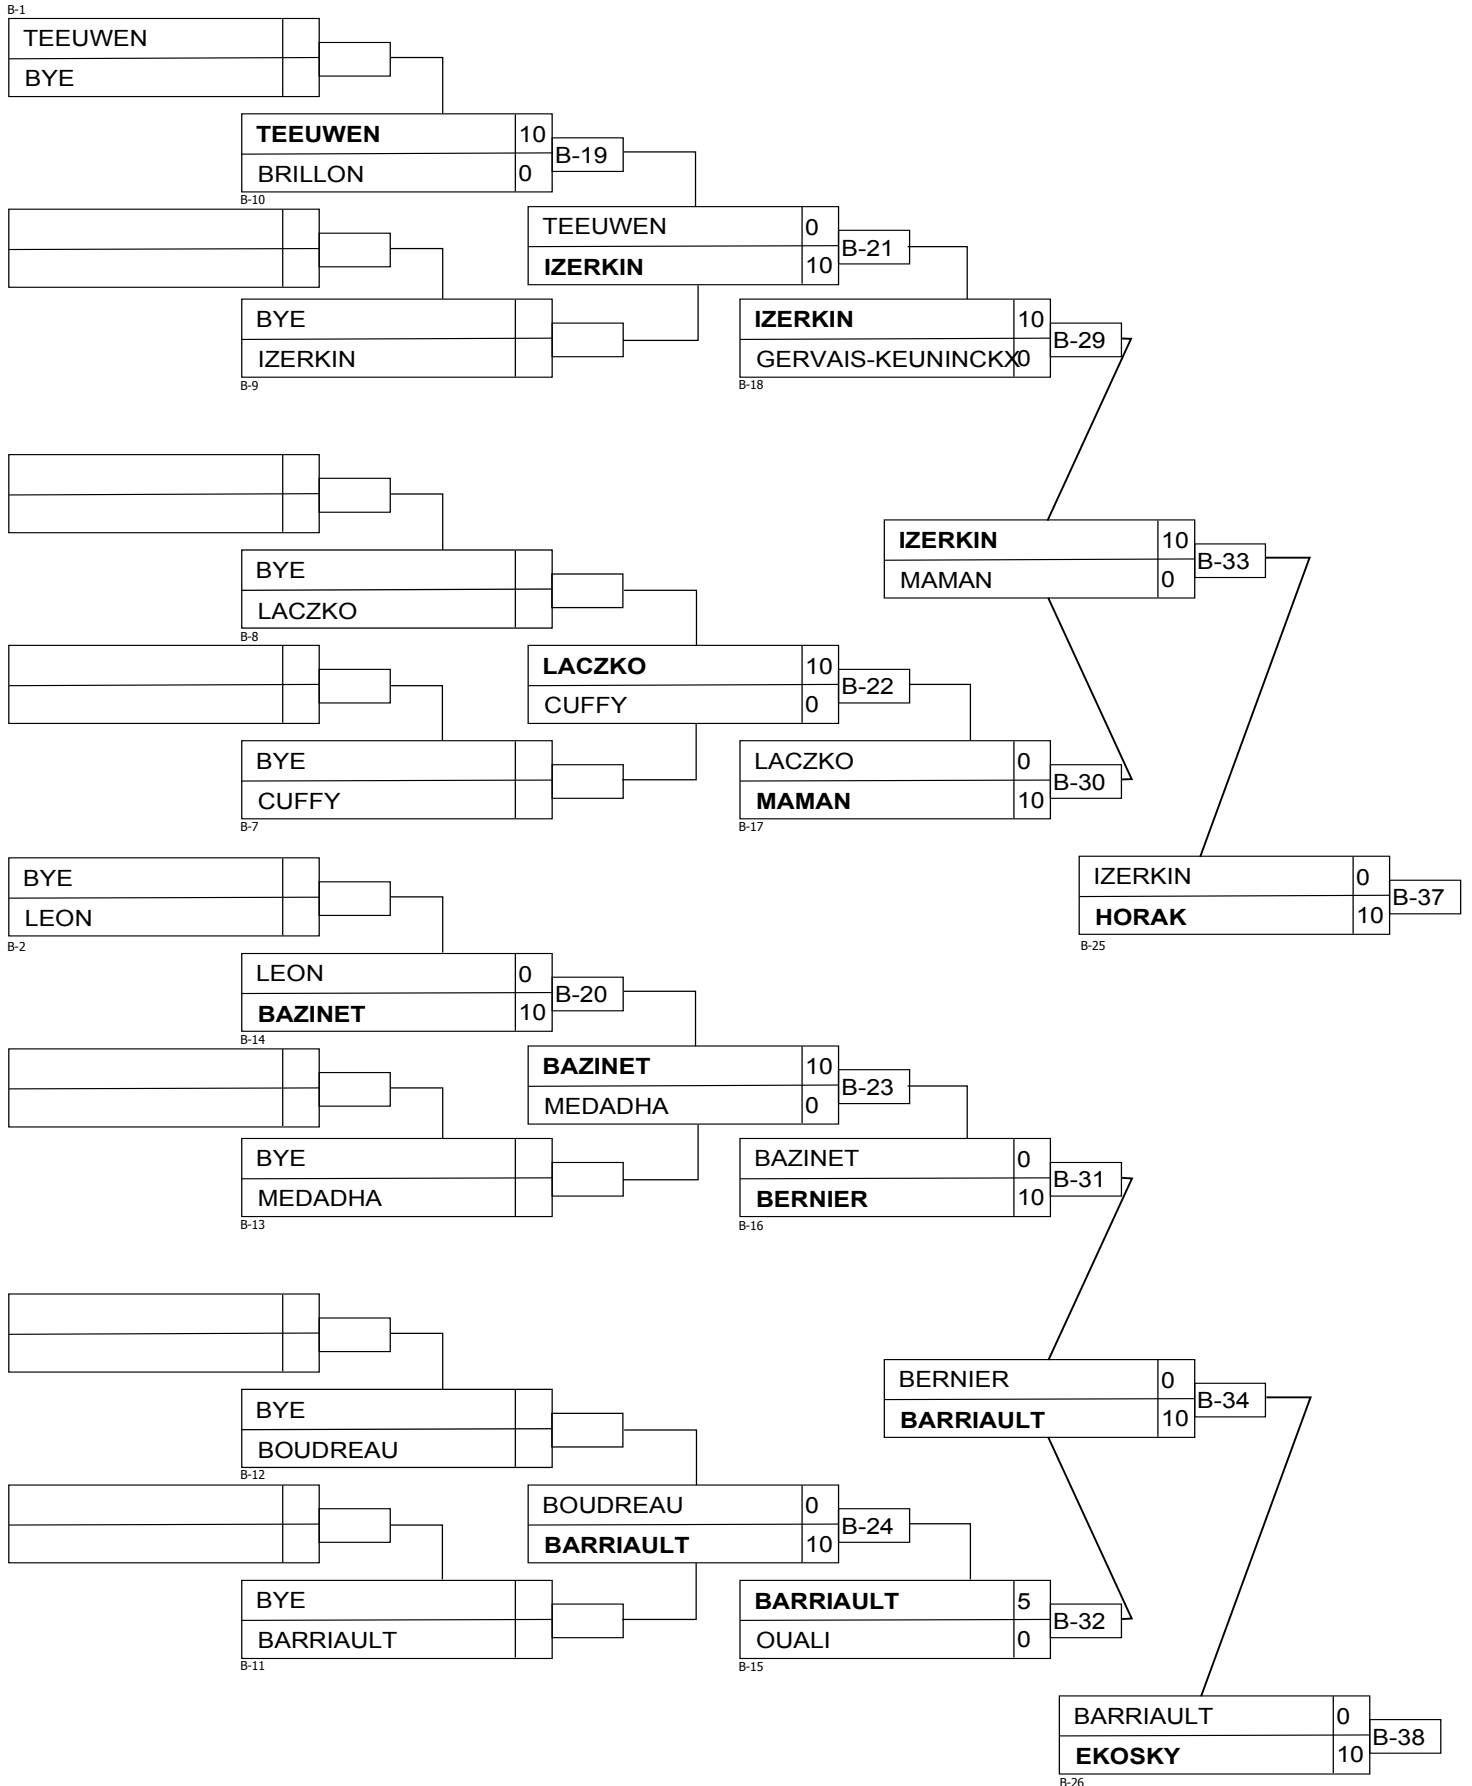 B-1
TEEUWEN
BYE
TEEUWEN 10
BRILLON 0
B-19
B-10
TEEUWEN 0
IZERKIN 10
B-21
BYE
IZERKIN
B-9
IZERKIN 10
GERVAIS-KEUNINCKX 0
B-29
B-18
IZERKIN 10
MAMAN 0
B-33
BYE
LACZKO
B-8
LACZKO 10
CUFFY 0
B-22
BYE
CUFFY
B-7
LACZKO 0
MAMAN 10
B-30
B-17
IZERKIN 0
HORAK 10
B-37
B-25
BYE
LEON
B-2
LEON 0
BAZINET 10
B-20
B-14
BAZINET 10
MEDADHA 0
B-23
BYE
MEDADHA
B-13
BAZINET 0
BERNIER 10
B-31
B-16
BERNIER 0
BARRIAULT 10
B-34
BYE
BOUDREAU
B-12
BOUDREAU 0
BARRIAULT 10
B-24
BYE
BARRIAULT
B-11
BARRIAULT 5
OUALI 0
B-32
B-15
BARRIAULT 0
EKOSKY 10
B-38
B-26